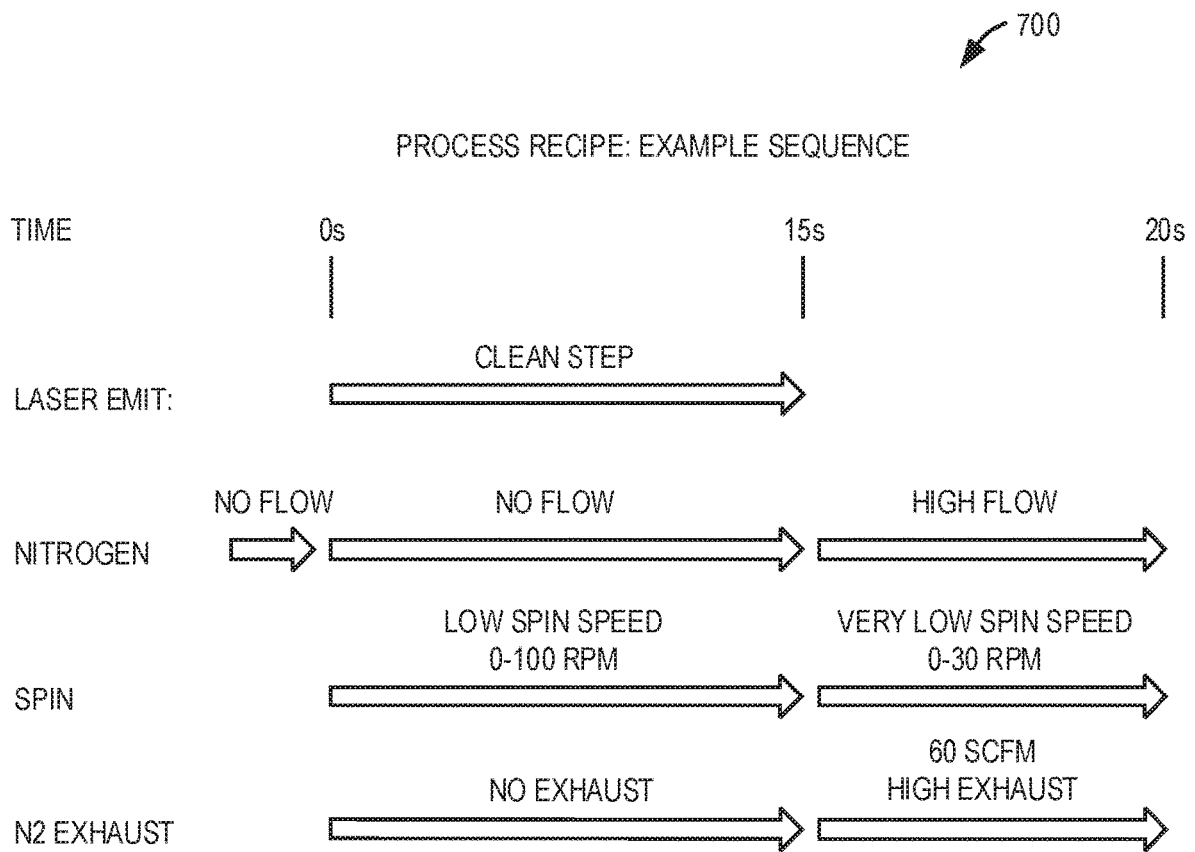 700
PROCESS RECIPE: EXAMPLE SEQUENCE
TIME 0s 15s 20s
CLEAN STEP
LASER EMIT:
NO FLOW NO FLOW HIGH FLOW
NITROGEN
LOW SPIN SPEED VERY LOW SPIN SPEED
0-100 RPM 0-30 RPM
SPIN
60 SCFM
NO EXHAUST HIGH EXHAUST
N2 EXHAUST